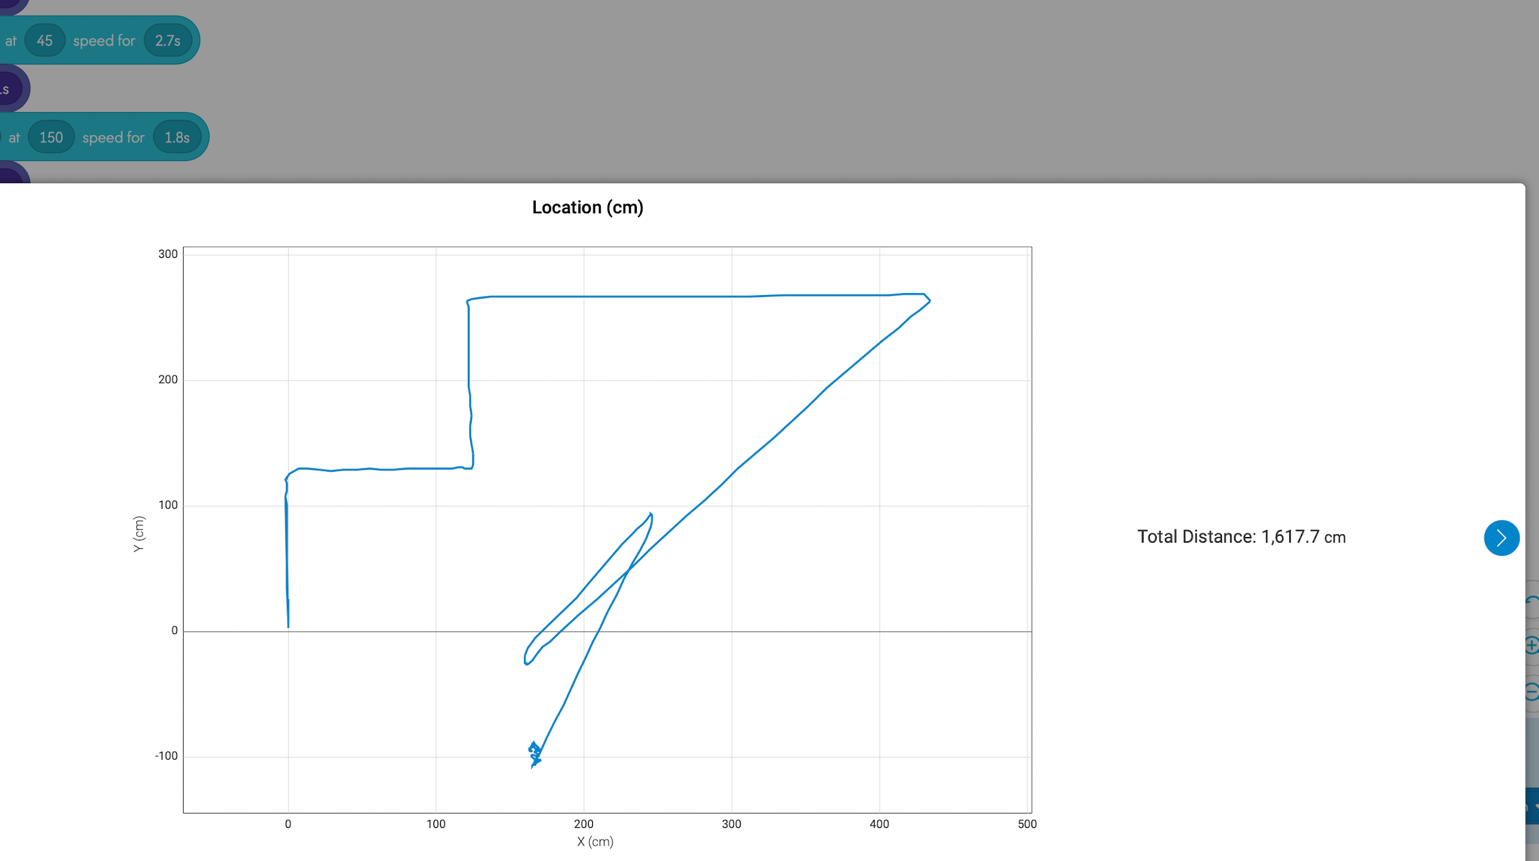 at 45 speed for 2.7s
.s
at 150 speed for 1.8s
Location (cm)
300
200
100
0
-100
Y (cm)
0 100 200 300 400 500
X (cm)
Total Distance: 1,617.7 cm